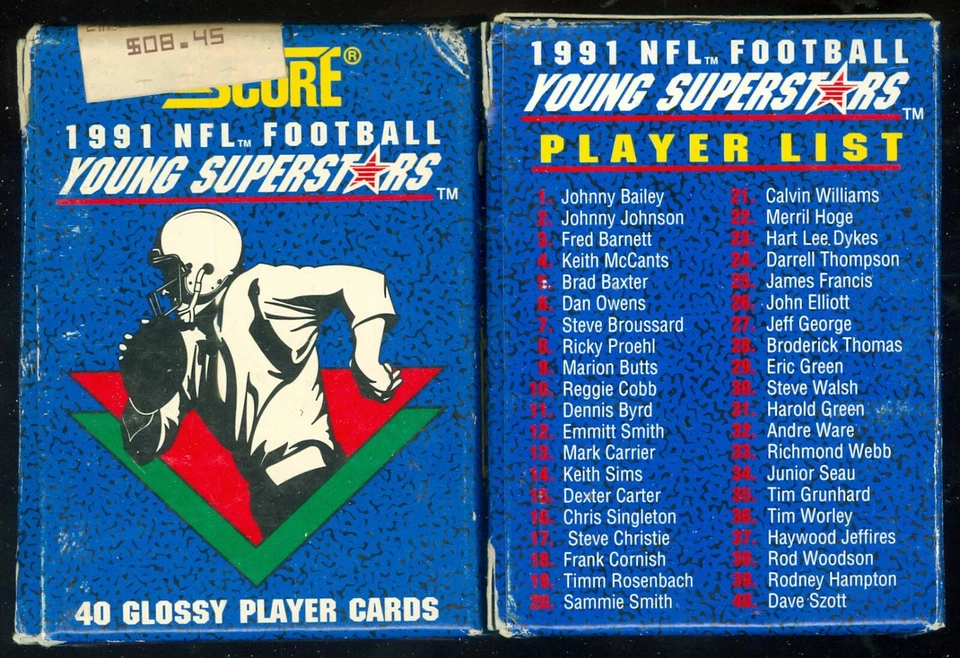 $08.45
SCORE®
1991 NFL™ FOOTBALL
YOUNG SUPERSTARS™
40 GLOSSY PLAYER CARDS
1991 NFL™ FOOTBALL
YOUNG SUPERSTARS™
PLAYER LIST
1. Johnny Bailey
2. Johnny Johnson
3. Fred Barnett
4. Keith McCants
5. Brad Baxter
6. Dan Owens
7. Steve Broussard
8. Ricky Proehl
9. Marion Butts
10. Reggie Cobb
11. Dennis Byrd
12. Emmitt Smith
13. Mark Carrier
14. Keith Sims
15. Dexter Carter
16. Chris Singleton
17. Steve Christie
18. Frank Cornish
19. Timm Rosenbach
20. Sammie Smith
21. Calvin Williams
22. Merril Hoge
23. Hart Lee Dykes
24. Darrell Thompson
25. James Francis
26. John Elliott
27. Jeff George
28. Broderick Thomas
29. Eric Green
30. Steve Walsh
31. Harold Green
32. Andre Ware
33. Richmond Webb
34. Junior Seau
35. Tim Grunhard
36. Tim Worley
37. Haywood Jeffires
38. Rod Woodson
39. Rodney Hampton
40. Dave Szott